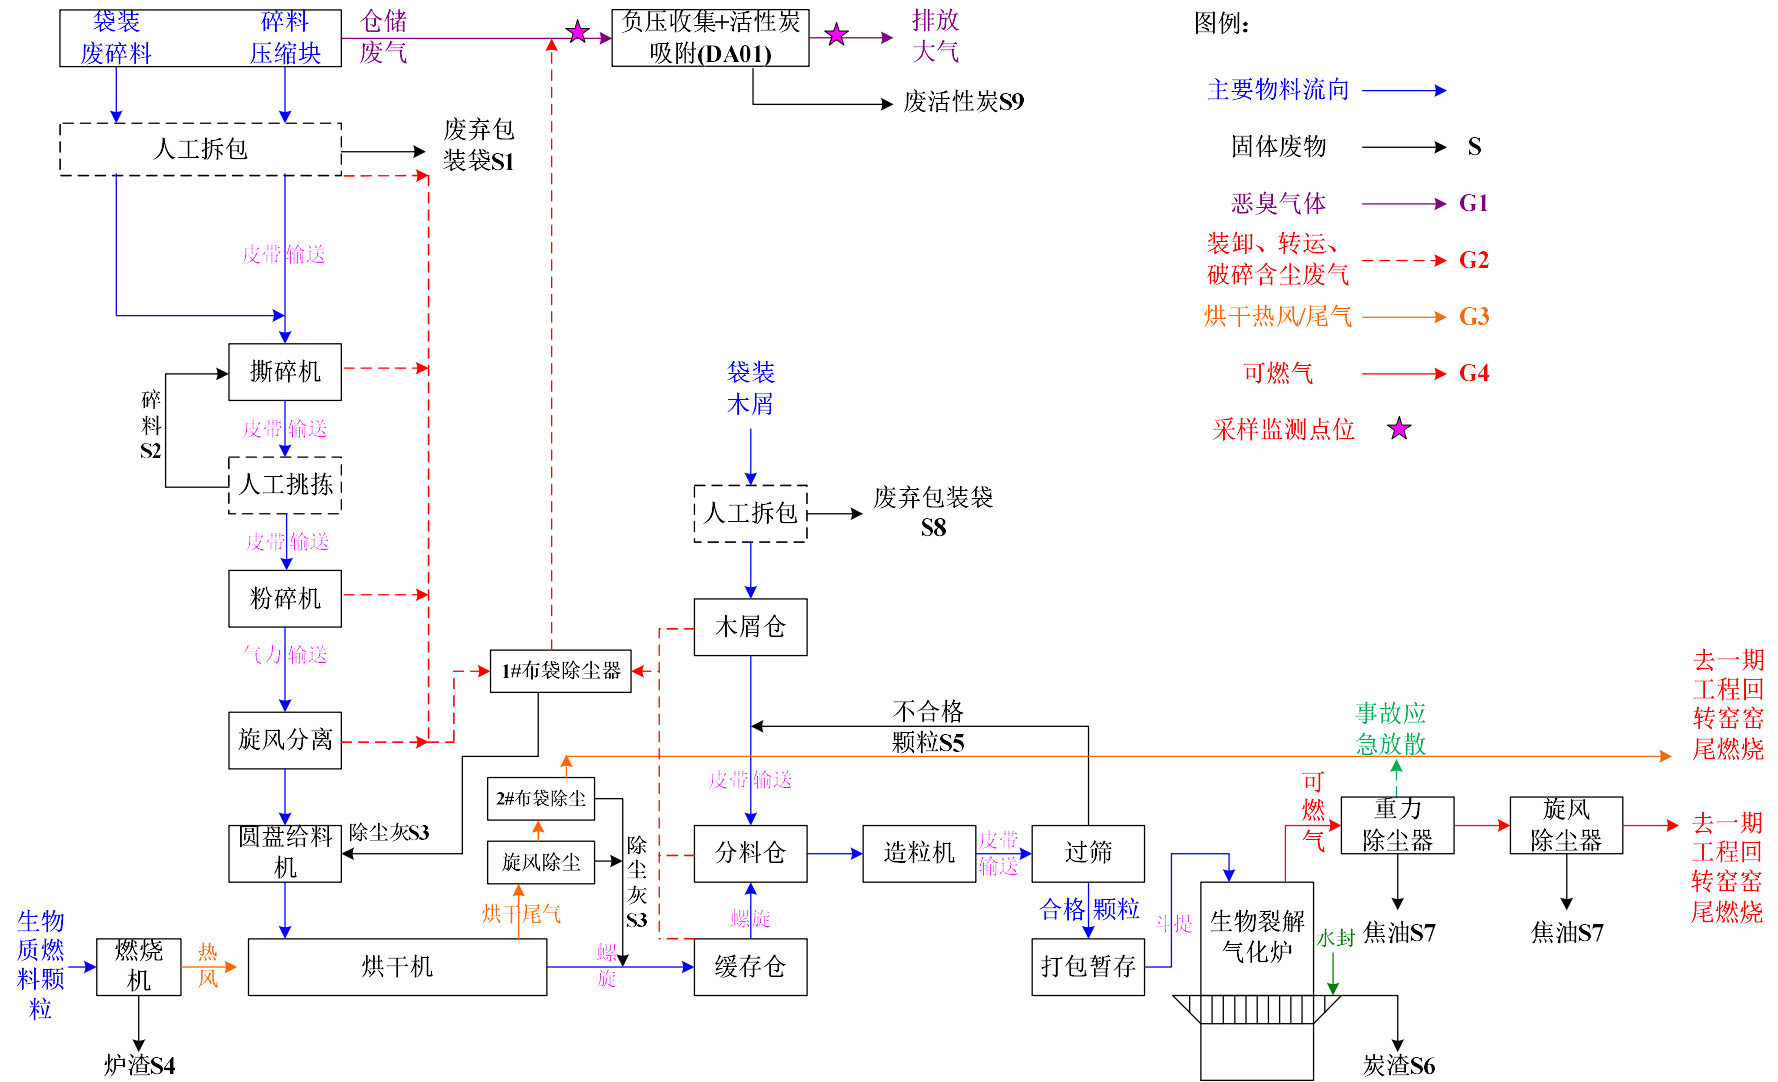 袋装
废碎料
碎料
压缩块
仓储
废气
负压收集+活性炭
吸附(DA01)
排放
大气
废活性炭S9
图例：
主要物料流向
固体废物
S
恶臭气体
G1
装卸、转运、
破碎含尘废气
G2
烘干热风/尾气
G3
可燃气
G4
采样监测点位
人工拆包
废弃包
装袋S1
皮带输送
撕碎机
碎
料
S2
皮带输送
人工挑拣
皮带输送
粉碎机
气力输送
旋风分离
1#布袋除尘器
圆盘给料
机
除尘灰S3
2#布袋除尘
旋风除尘
除
尘
灰
S3
烘干尾气
生物
质燃
料颗
粒
燃烧
机
热
风
炉渣S4
烘干机
螺
旋
袋装
木屑
人工拆包
废弃包装袋
S8
木屑仓
不合格
颗粒S5
皮带输送
分料仓
螺旋
缓存仓
造粒机
皮带
输送
过筛
合格颗粒
打包暂存
斗提
生物裂解
气化炉
水封
炭渣S6
可
燃
气
事故应
急放散
重力
除尘器
焦油S7
旋风
除尘器
焦油S7
去一期
工程回
转窑窑
尾燃烧
去一期
工程回
转窑窑
尾燃烧